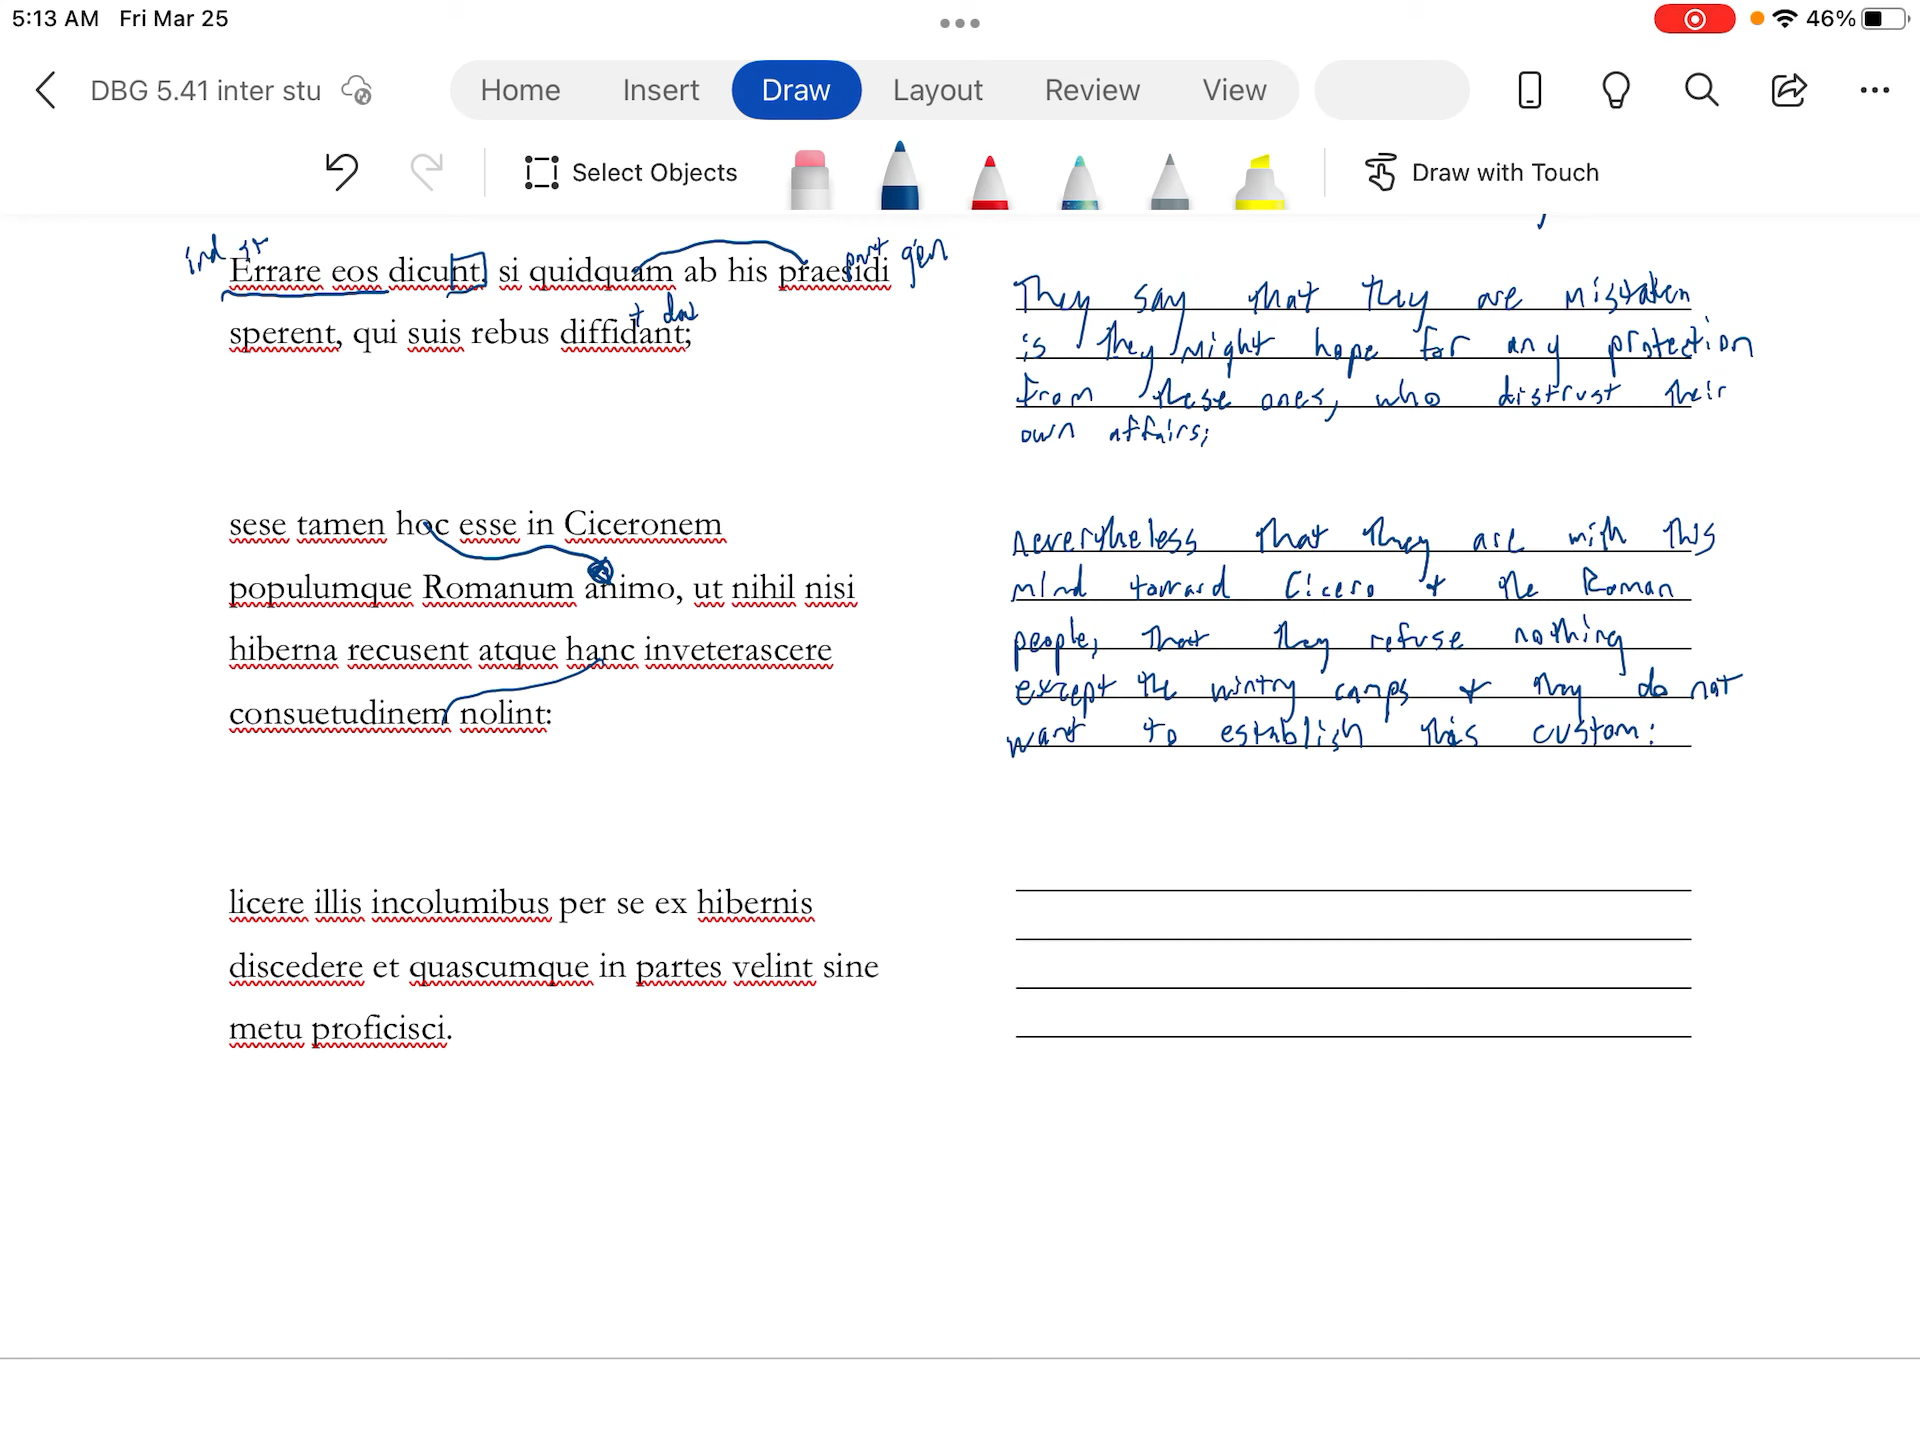 5:13 AM Fri Mar 25
46%
DBG 5.41 inter stu
Home Insert Draw Layout Review View
Select Objects
Draw with Touch
ind st
part gen
Errare eos dicunt, si quidquam ab his praesidi
+ dat
sperent, qui suis rebus diffidant;
They say that they are mistaken
is they might hope for any protection
from these ones, who distrust their
own affairs;
sese tamen hoc esse in Ciceronem
populumque Romanum animo, ut nihil nisi
hiberna recusent atque hanc inveterascere
consuetudinem nolint:
nevertheless that they are with this
mind toward Cicero + the Roman
people, that they refuse nothing
except the wintry camps + they do not
want to establish this custom:
licere illis incolumibus per se ex hibernis
discedere et quascumque in partes velint sine
metu proficisci.